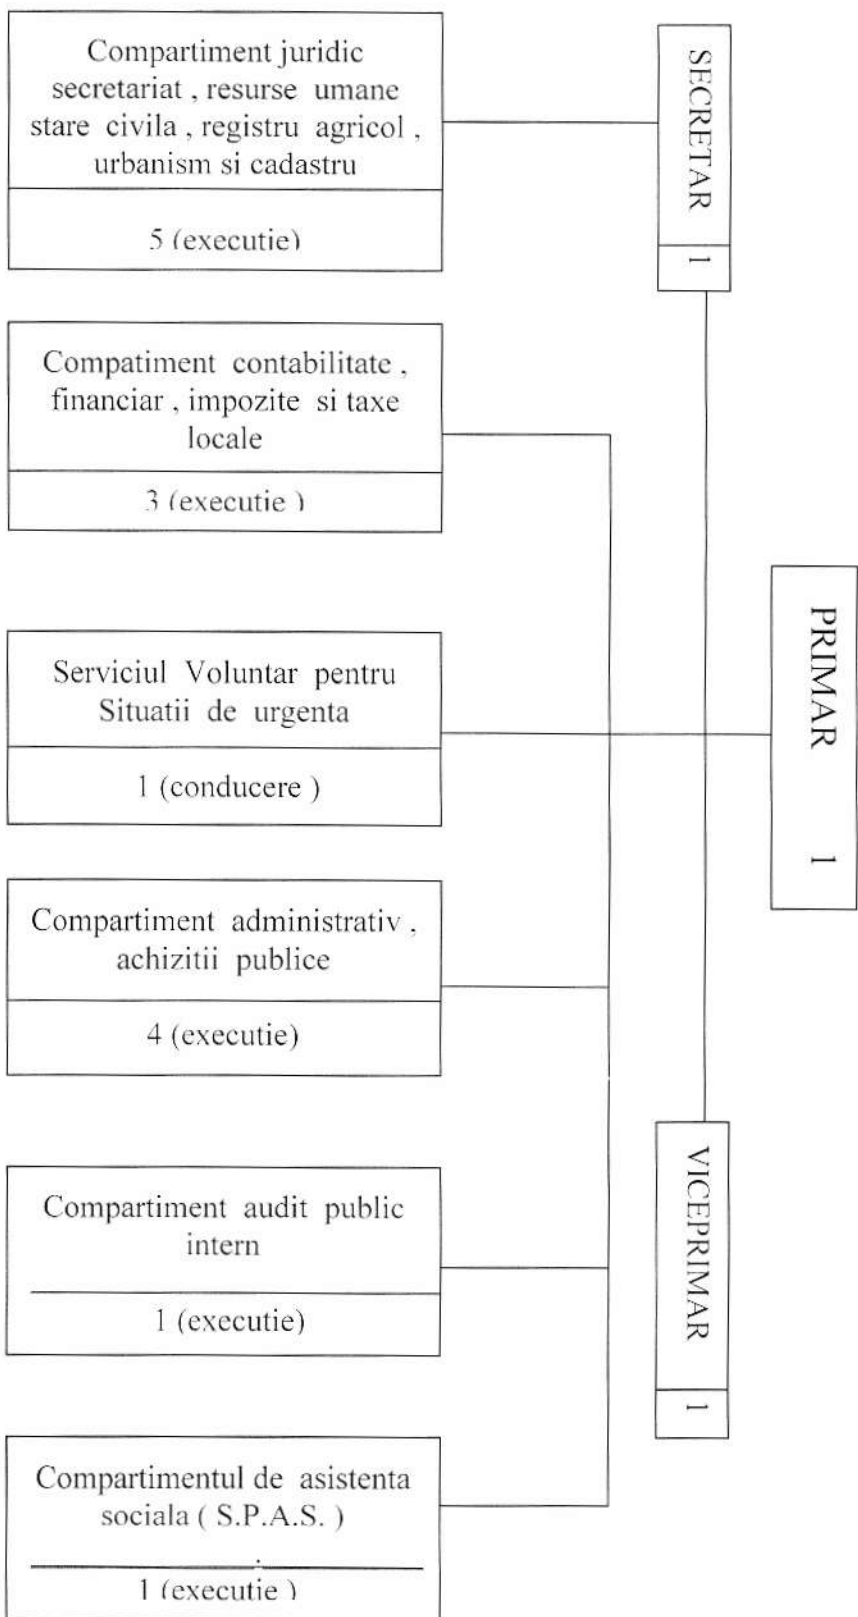 PRIMAR 1
SECRETAR 1
VICEPRIMAR 1
Compartiment juridic
secretariat , resurse umane
stare civila , registru agricol ,
urbanism si cadastru
5 (executie)
Compatiment contabilitate ,
financiar , impozite si taxe
locale
3 (executie )
Serviciul Voluntar pentru
Situatii de urgenta
1 (conducere )
Compartiment administrativ ,
achizitii publice
4 (executie)
Compartiment audit public
intern
1 (executie)
Compartimentul de asistenta
sociala ( S.P.A.S. )
1 (executie )